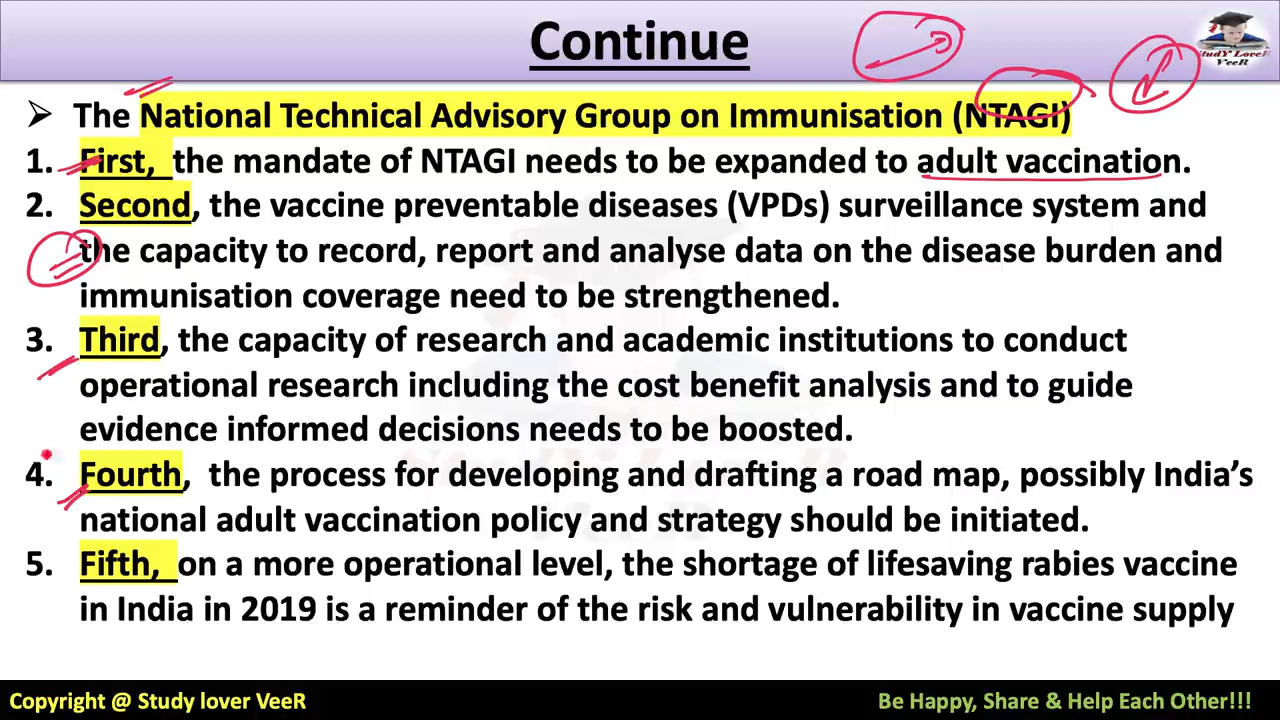 Continue
StudY LoveR
VeeR
➢ The National Technical Advisory Group on Immunisation (NTAGI)
1. First, the mandate of NTAGI needs to be expanded to adult vaccination.
2. Second, the vaccine preventable diseases (VPDs) surveillance system and
the capacity to record, report and analyse data on the disease burden and
immunisation coverage need to be strengthened.
3. Third, the capacity of research and academic institutions to conduct
operational research including the cost benefit analysis and to guide
evidence informed decisions needs to be boosted.
4. Fourth, the process for developing and drafting a road map, possibly India’s
national adult vaccination policy and strategy should be initiated.
5. Fifth, on a more operational level, the shortage of lifesaving rabies vaccine
in India in 2019 is a reminder of the risk and vulnerability in vaccine supply
Copyright @ Study lover VeeR
Be Happy, Share & Help Each Other!!!